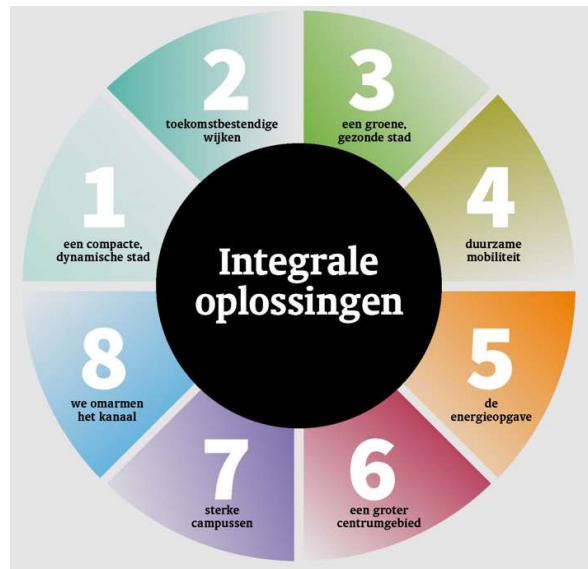 Integrale
oplossingen
1
een compacte,
dynamische stad
2
toekomstbestendige
wijken
3
een groene,
gezonde stad
4
duurzame
mobiliteit
5
de
energieopgave
6
een groter
centrumgebied
7
sterke
campussen
8
we omarmen
het kanaal